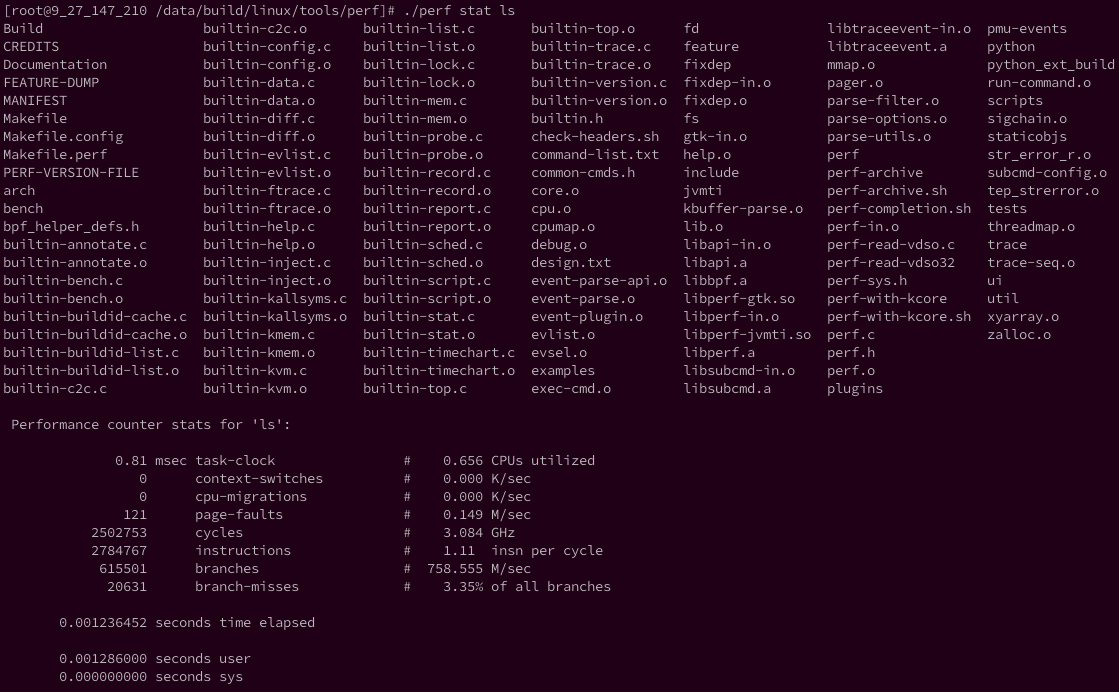 [root@9_27_147_210 /data/build/linux/tools/perf]# ./perf stat ls
Build                    builtin-c2c.o       builtin-list.c       builtin-top.o      fd                libtraceevent-in.o  pmu-events
CREDITS                  builtin-config.c    builtin-list.o       builtin-trace.c    feature           libtraceevent.a     python
Documentation            builtin-config.o    builtin-lock.c       builtin-trace.o    fixdep            mmap.o              python_ext_build
FEATURE-DUMP             builtin-data.c      builtin-lock.o       builtin-version.c  fixdep-in.o       pager.o             run-command.o
MANIFEST                 builtin-data.o      builtin-mem.c        builtin-version.o  fixdep.o          parse-filter.o      scripts
Makefile                 builtin-diff.c      builtin-mem.o        builtin.h          fs                parse-options.o     sigchain.o
Makefile.config          builtin-diff.o      builtin-probe.c      check-headers.sh   gtk-in.o          parse-utils.o       staticobjs
Makefile.perf            builtin-evlist.c    builtin-probe.o      command-list.txt   help.o            perf                str_error_r.o
PERF-VERSION-FILE        builtin-evlist.o    builtin-record.c     common-cmds.h      include           perf-archive        subcmd-config.o
arch                     builtin-ftrace.c    builtin-record.o     core.o             jvmti             perf-archive.sh     tep_strerror.o
bench                    builtin-ftrace.o    builtin-report.c     cpu.o              kbuffer-parse.o   perf-completion.sh  tests
bpf_helper_defs.h        builtin-help.c      builtin-report.o     cpumap.o           lib.o             perf-in.o           threadmap.o
builtin-annotate.c       builtin-help.o      builtin-sched.c      debug.o            libapi-in.o       perf-read-vdso.c    trace
builtin-annotate.o       builtin-inject.c    builtin-sched.o      design.txt         libapi.a          perf-read-vdso32    trace-seq.o
builtin-bench.c          builtin-inject.o    builtin-script.c     event-parse-api.o  libbpf.a          perf-sys.h          ui
builtin-bench.o          builtin-kallsyms.c  builtin-script.o     event-parse.o      libperf-gtk.so    perf-with-kcore     util
builtin-buildid-cache.c  builtin-kallsyms.o  builtin-stat.c       event-plugin.o     libperf-in.o      perf-with-kcore.sh  xyarray.o
builtin-buildid-cache.o  builtin-kmem.c      builtin-stat.o       evlist.o           libperf-jvmti.so  perf.c              zalloc.o
builtin-buildid-list.c   builtin-kmem.o      builtin-timechart.c  evsel.o            libperf.a         perf.h
builtin-buildid-list.o   builtin-kvm.c       builtin-timechart.o  examples           libsubcmd-in.o    perf.o
builtin-c2c.c            builtin-kvm.o       builtin-top.c        exec-cmd.o         libsubcmd.a       plugins
Performance counter stats for 'ls':
0.81 msec task-clock                #    0.656 CPUs utilized
0      context-switches          #    0.000 K/sec
0      cpu-migrations            #    0.000 K/sec
121      page-faults               #    0.149 M/sec
2502753      cycles                    #    3.084 GHz
2784767      instructions              #    1.11  insn per cycle
615501      branches                  #  758.555 M/sec
20631      branch-misses             #    3.35% of all branches
0.001236452 seconds time elapsed
0.001286000 seconds user
0.000000000 seconds sys